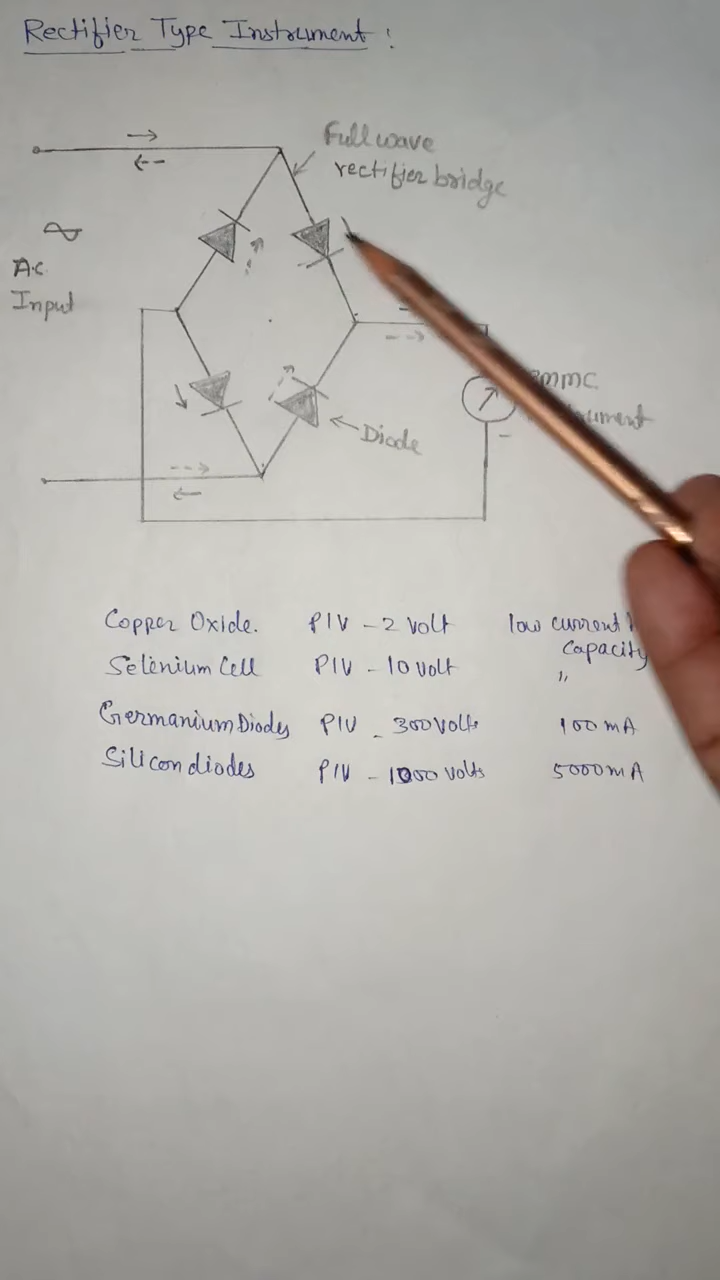 Rectifier Type Instrument :
Full wave
rectifier bridge
A.C.
Input
MMC
Diode
Copper Oxide. PIV - 2 Volt low current
Capacity
Selenium Cell PIV - 10 volt "
Germanium Diodes PIV - 300 Volts 100 mA
Silicon diodes PIV - 1000 Volts 5000 mA